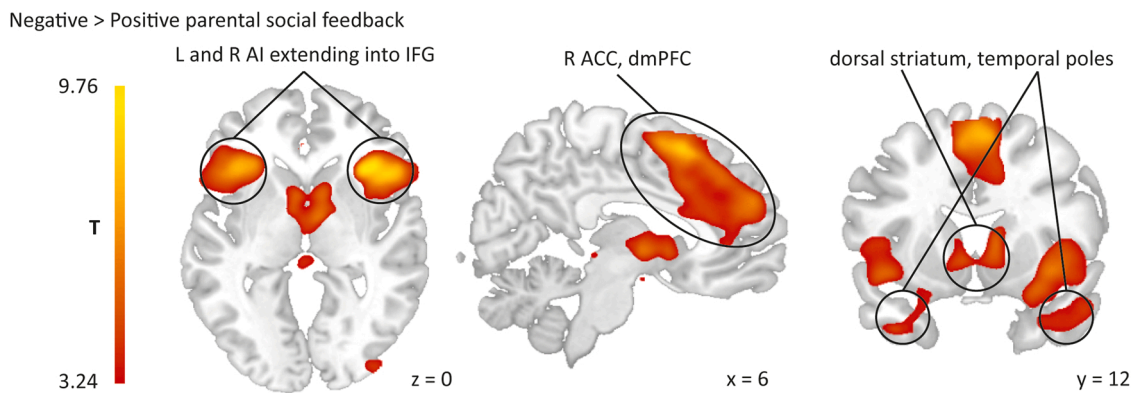 Negative > Positive parental social feedback
L and R AI extending into IFG
R ACC, dmPFC
dorsal striatum, temporal poles
9.76
T
3.24
z = 0
x = 6
y = 12